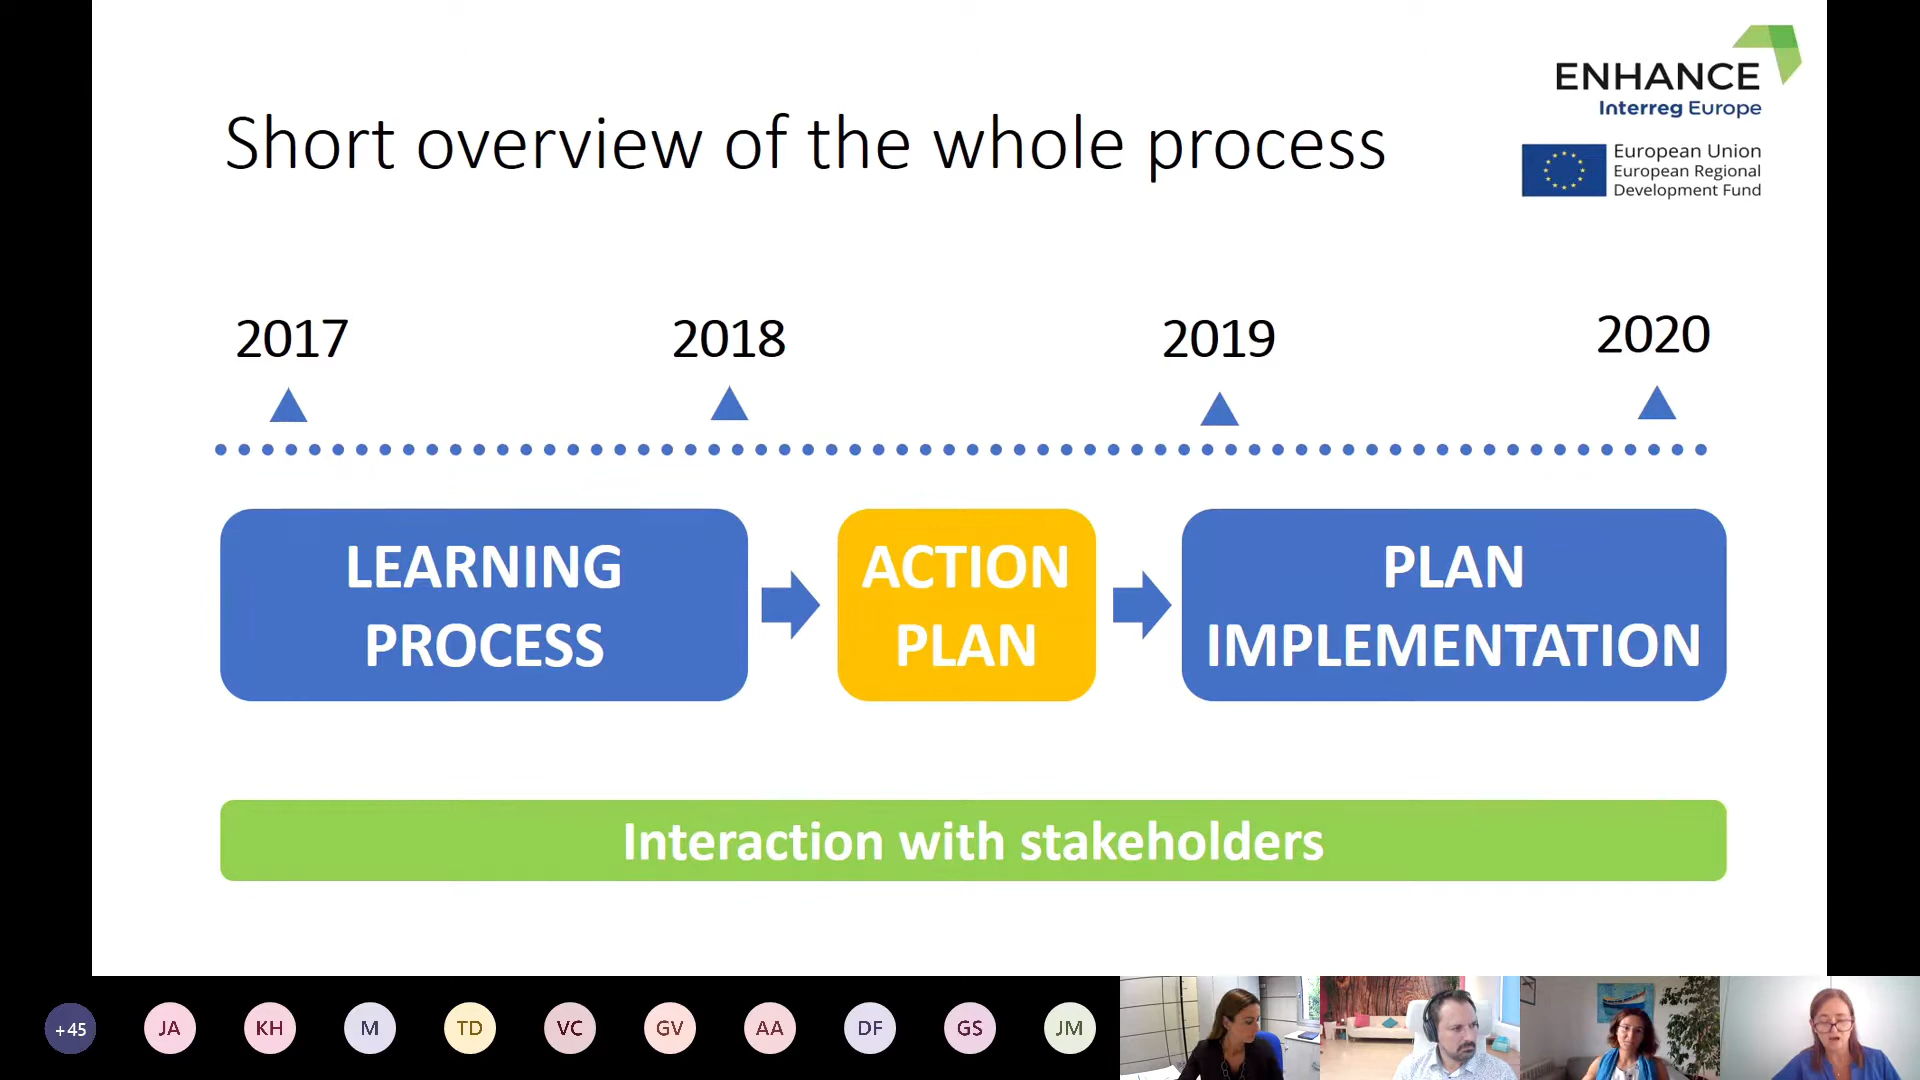 ENHANCE
Interreg Europe
European Union
European Regional
Development Fund
Short overview of the whole process
2017
2018
2019
2020
LEARNING
PROCESS
ACTION
PLAN
PLAN
IMPLEMENTATION
Interaction with stakeholders
+45
JA
KH
M
TD
VC
GV
AA
DF
GS
JM